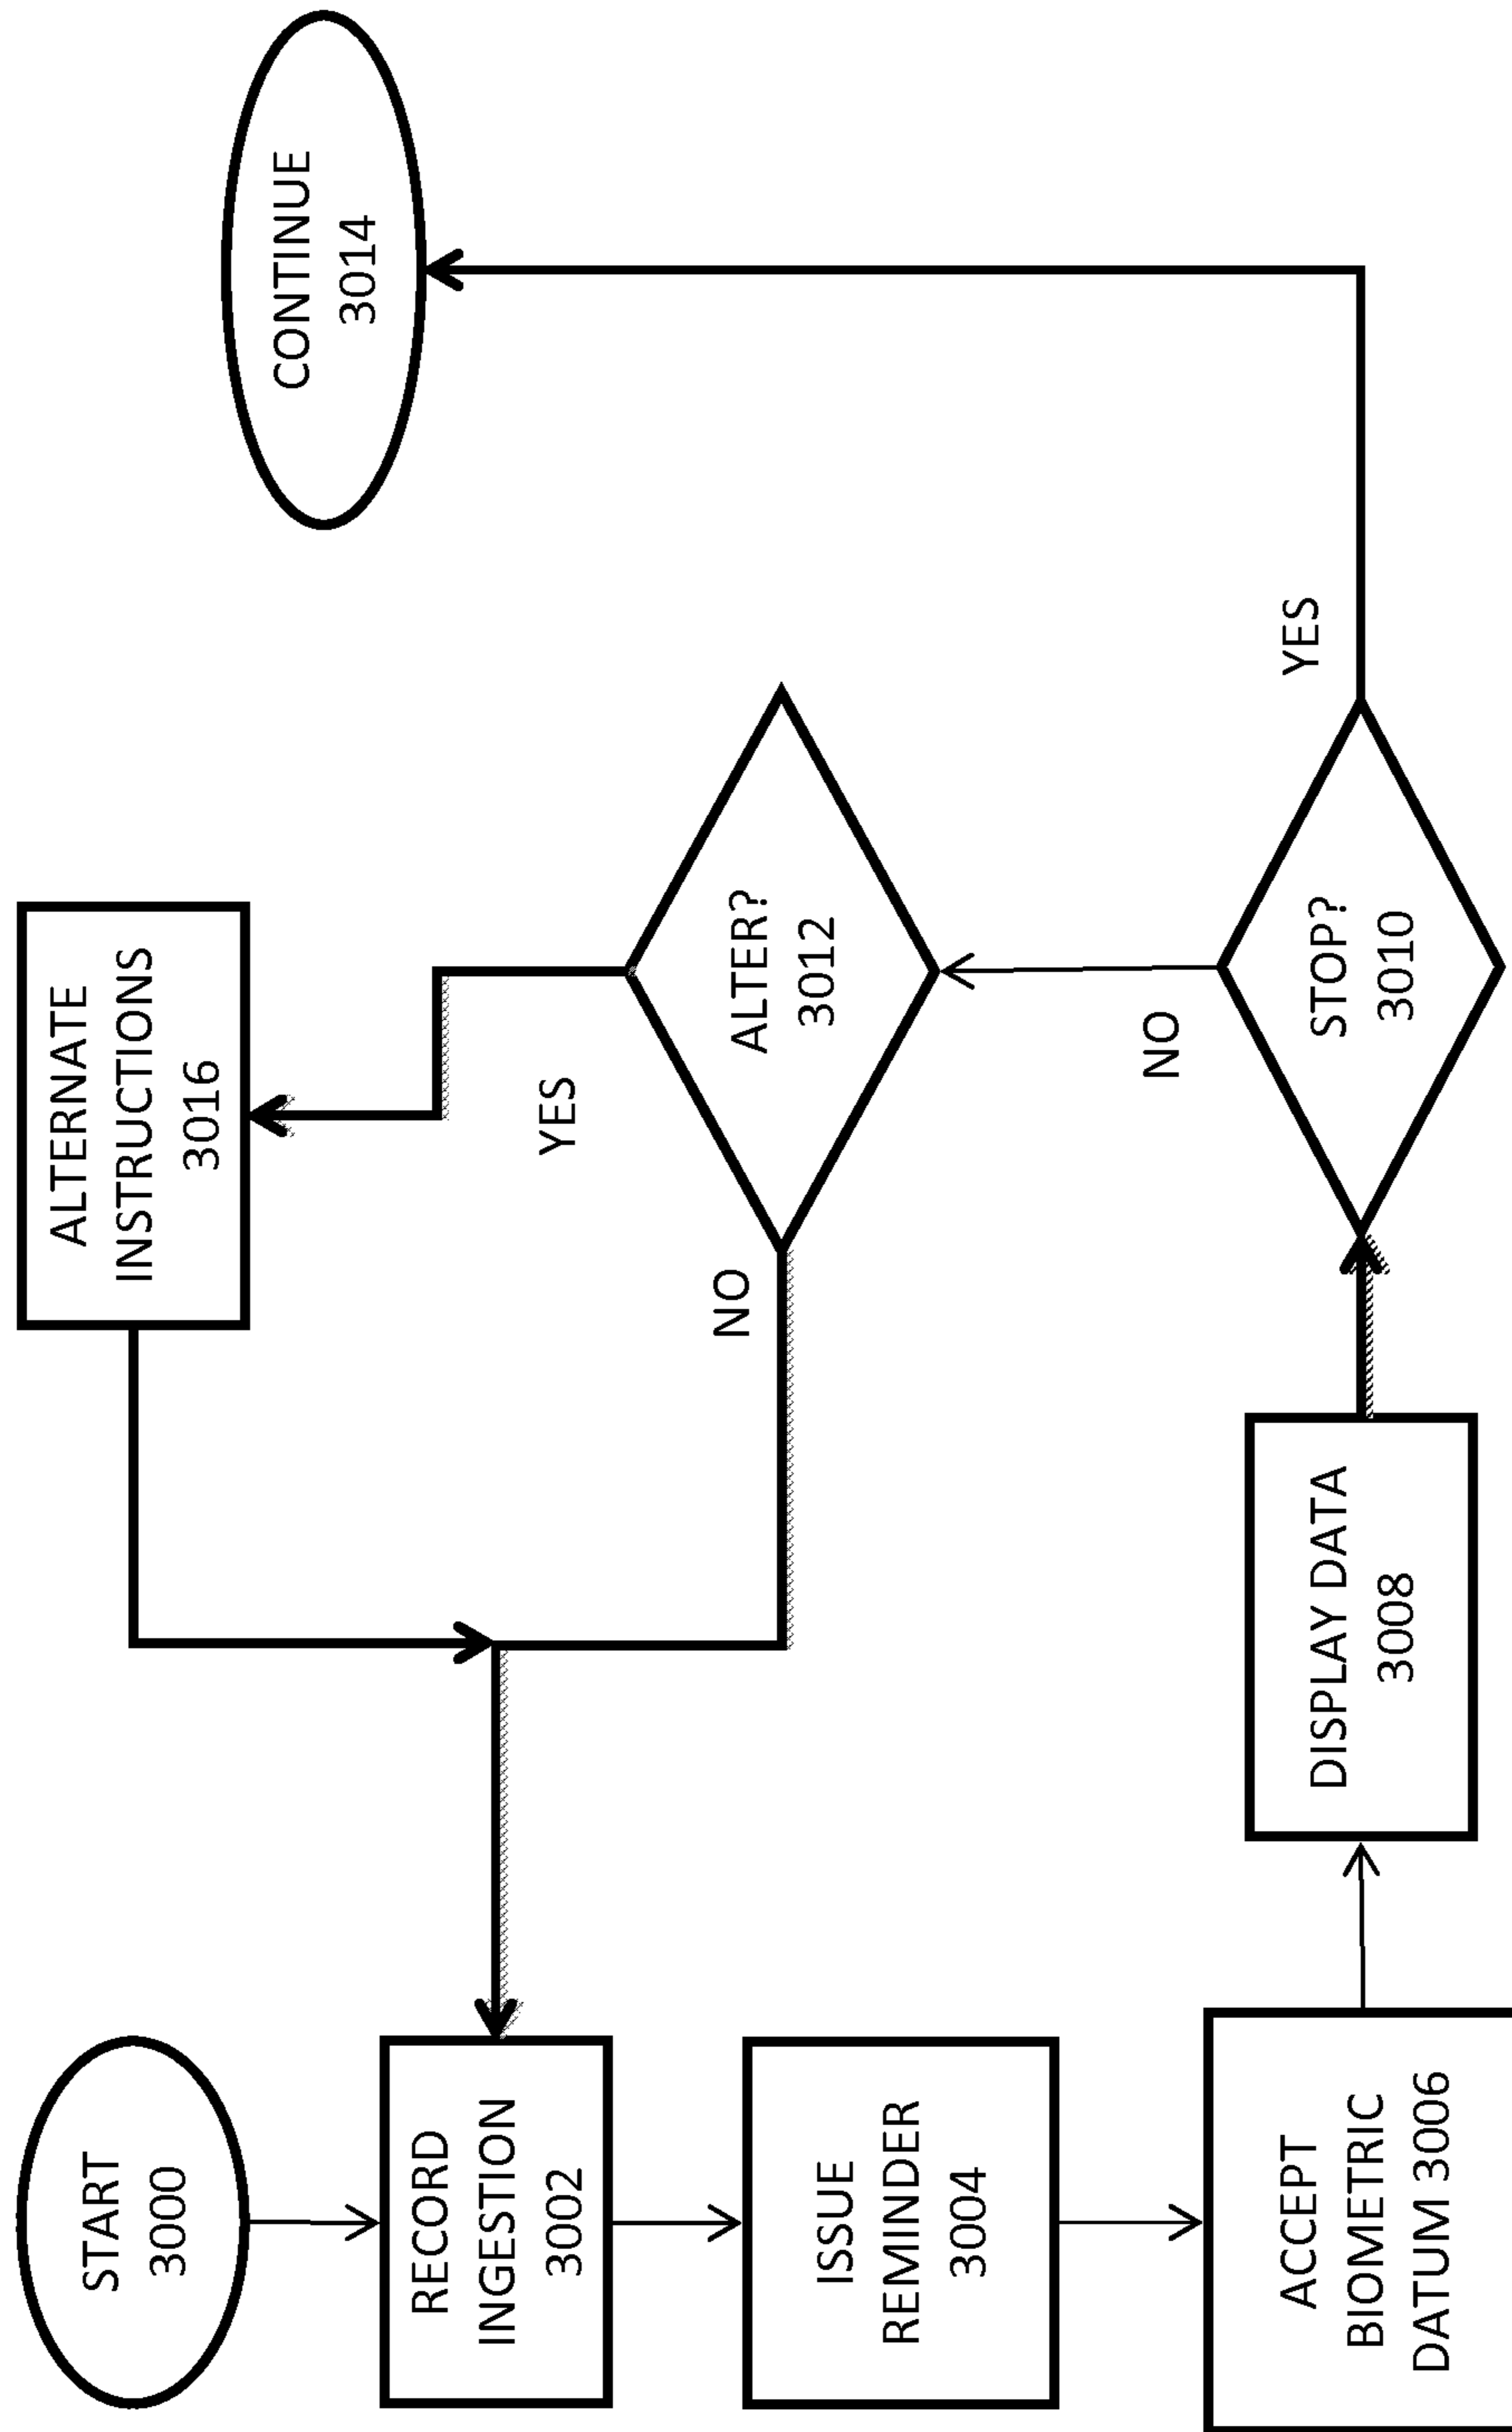 START
3000
RECORD
INGESTION
3002
ISSUE
REMINDER
3004
ACCEPT
BIOMETRIC
DATUM 3006
DISPLAY DATA
3008
STOP?
3010
YES
NO
ALTER?
3012
YES
NO
ALTERNATE
INSTRUCTIONS
3016
CONTINUE
3014